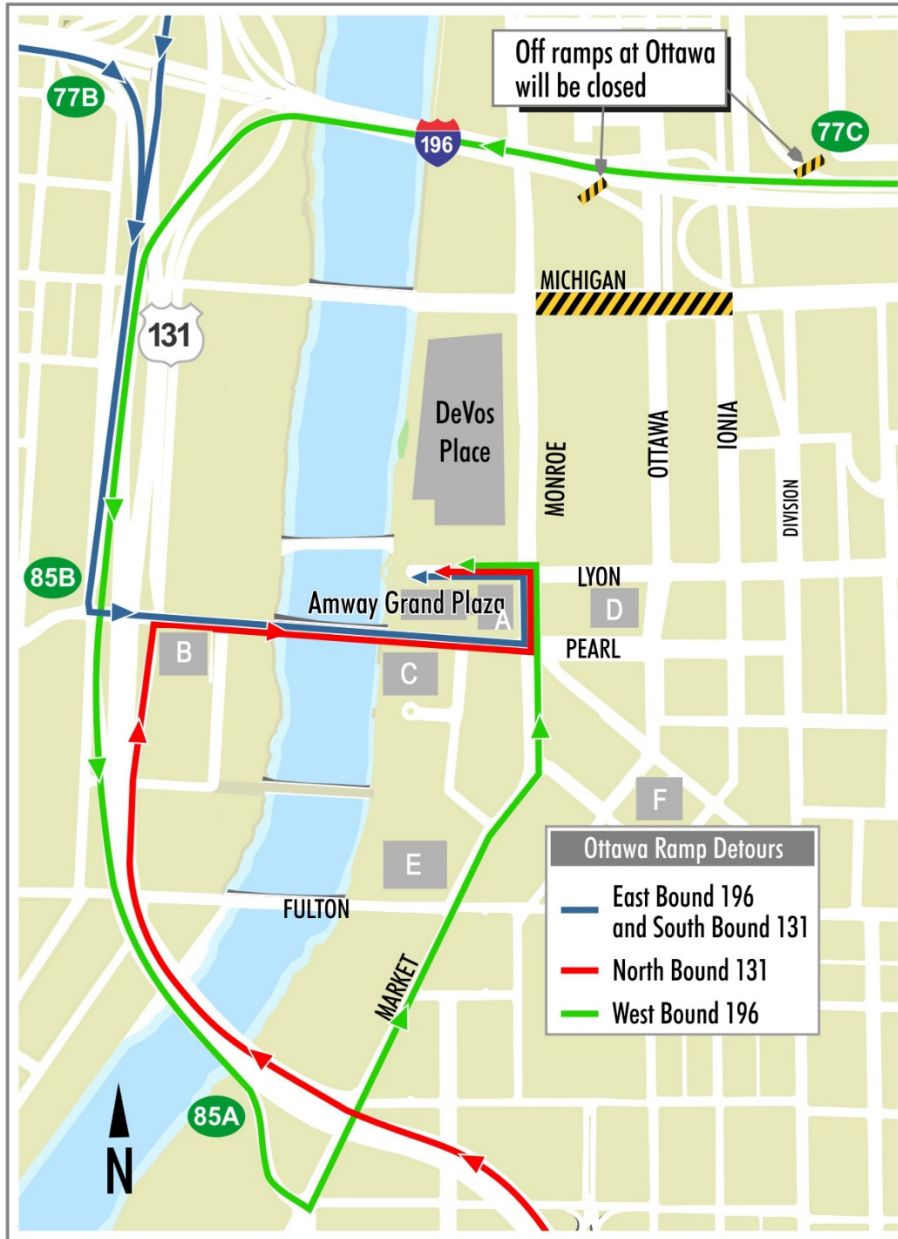 Off ramps at Ottawa
will be closed
77B
77C
196
MICHIGAN
131
DeVos
Place
MONROE
OTTAWA
IONIA
DIVISION
85B
LYON
Amway Grand Plaza
A
D
B
PEARL
C
F
E
FULTON
MARKET
Ottawa Ramp Detours
East Bound 196
and South Bound 131
North Bound 131
West Bound 196
85A
N